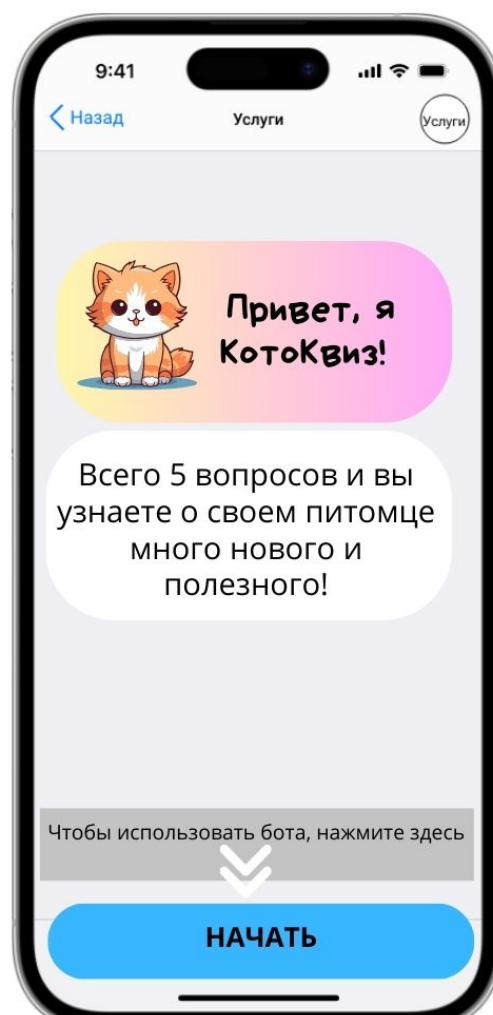 9:41
Назад
Услуги
Услуги
Привет, я
КотоКвиз!
Всего 5 вопросов и вы
узнаете о своем питомце
много нового и
полезного!
Чтобы использовать бота, нажмите здесь
НАЧАТЬ